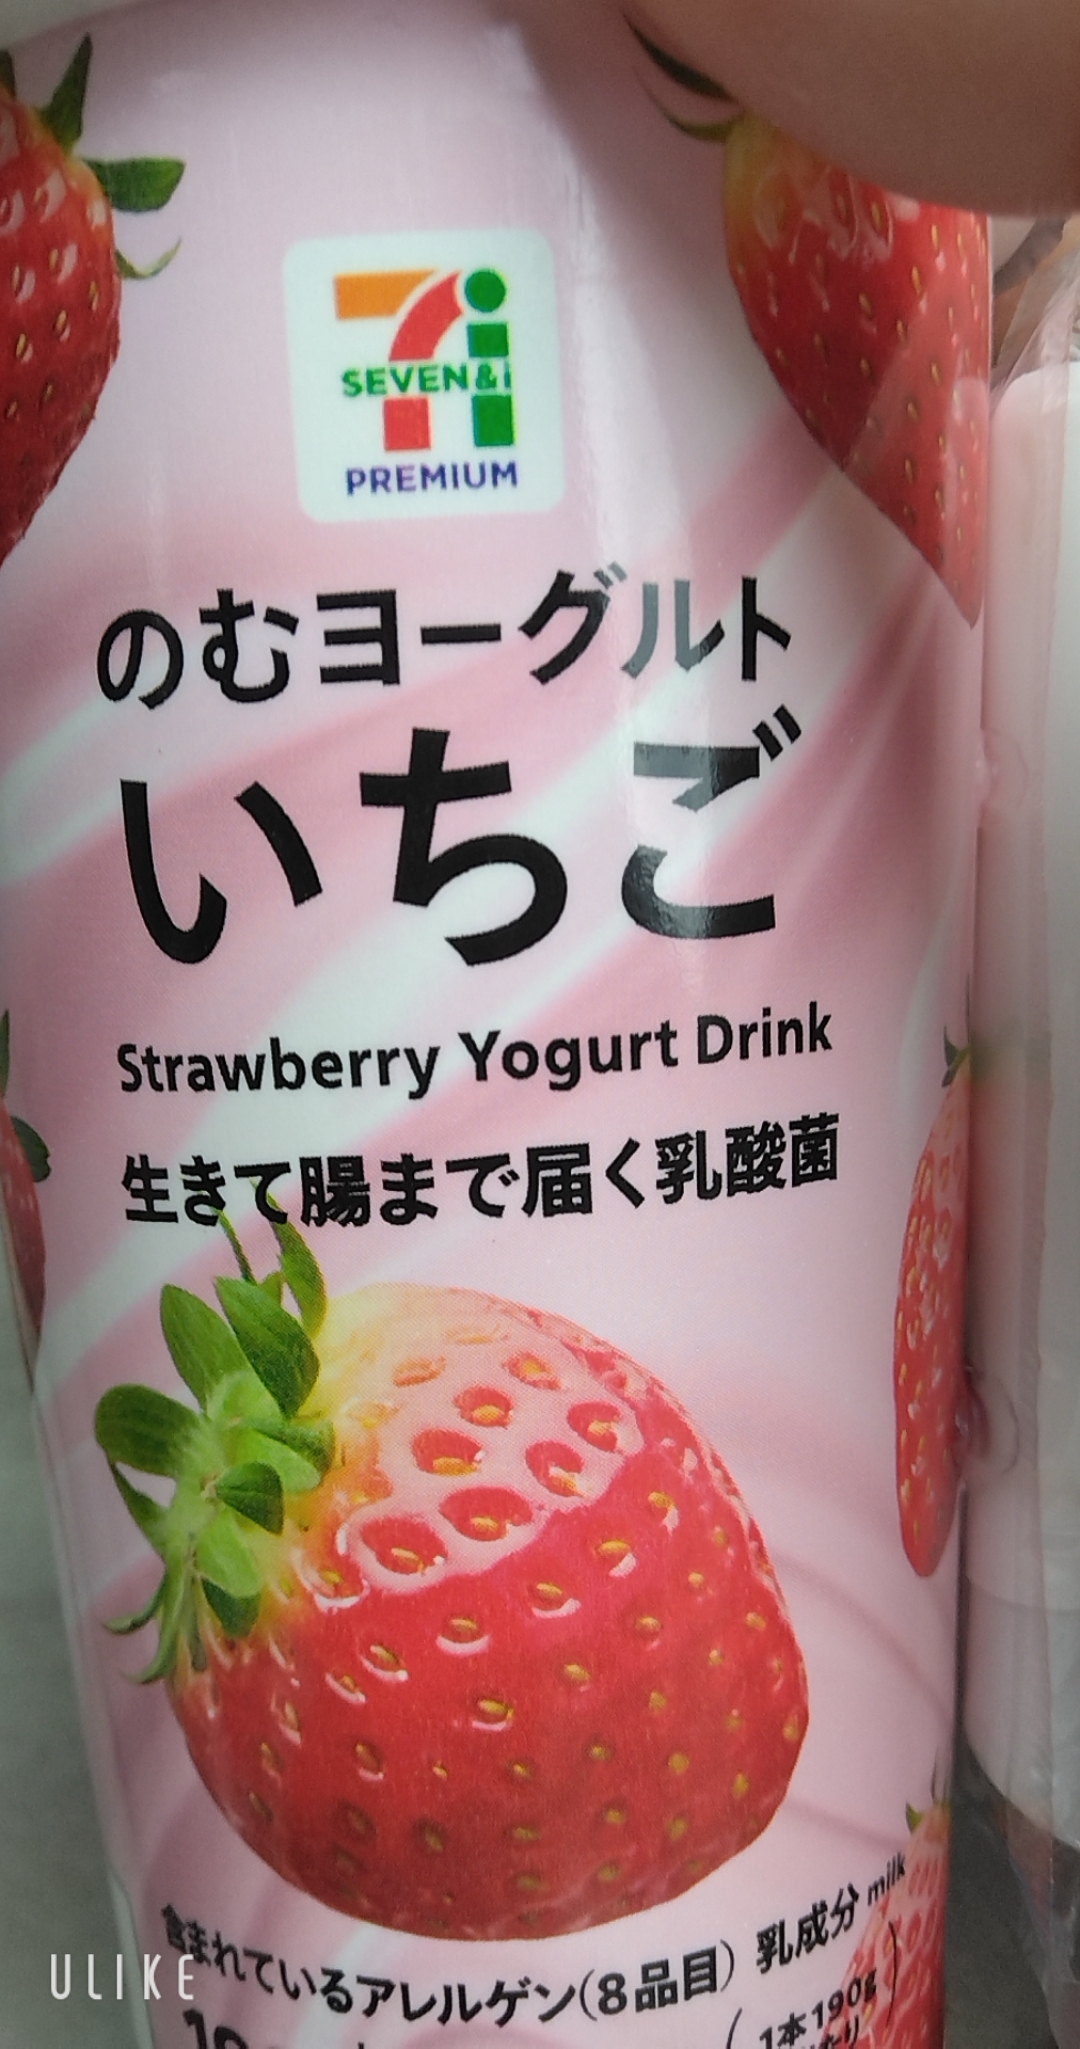 SEVEN&i
PREMIUM
のむヨーグルト
いちご
Strawberry Yogurt Drink
生きて腸まで届く乳酸菌
含まれているアレルゲン(8品目) 乳成分 milk
1本190g
ULIKE